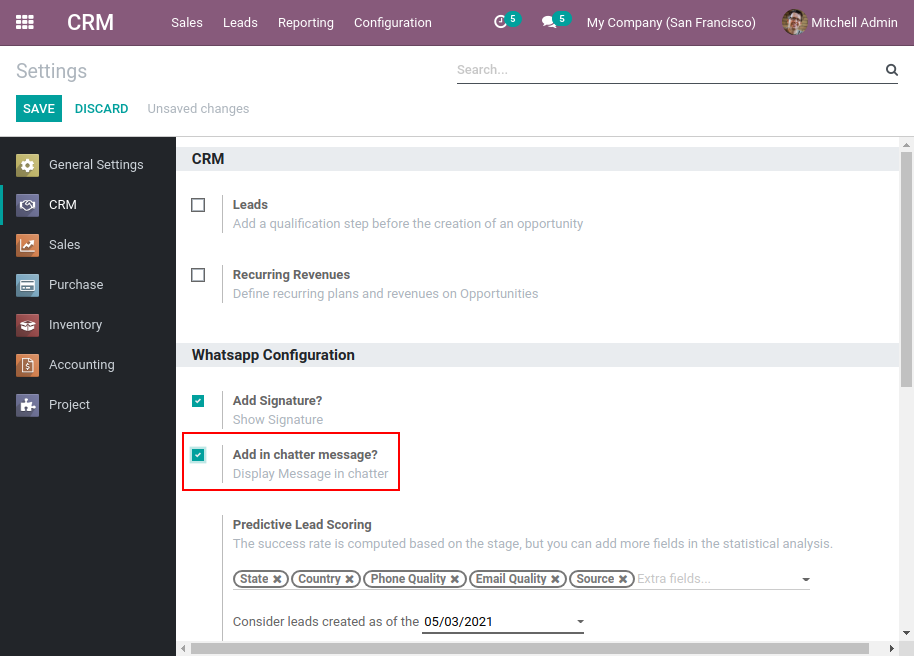 CRM Sales Leads Reporting Configuration 5 5 My Company (San Francisco) Mitchell Admin
Settings Search...
SAVE DISCARD Unsaved changes
General Settings
CRM
Sales
Purchase
Inventory
Accounting
Project
CRM
Leads
Add a qualification step before the creation of an opportunity
Recurring Revenues
Define recurring plans and revenues on Opportunities
Whatsapp Configuration
Add Signature?
Show Signature
Add in chatter message?
Display Message in chatter
Predictive Lead Scoring
The success rate is computed based on the stage, but you can add more fields in the statistical analysis.
State Country Phone Quality Email Quality Source Extra fields...
Consider leads created as of the 05/03/2021